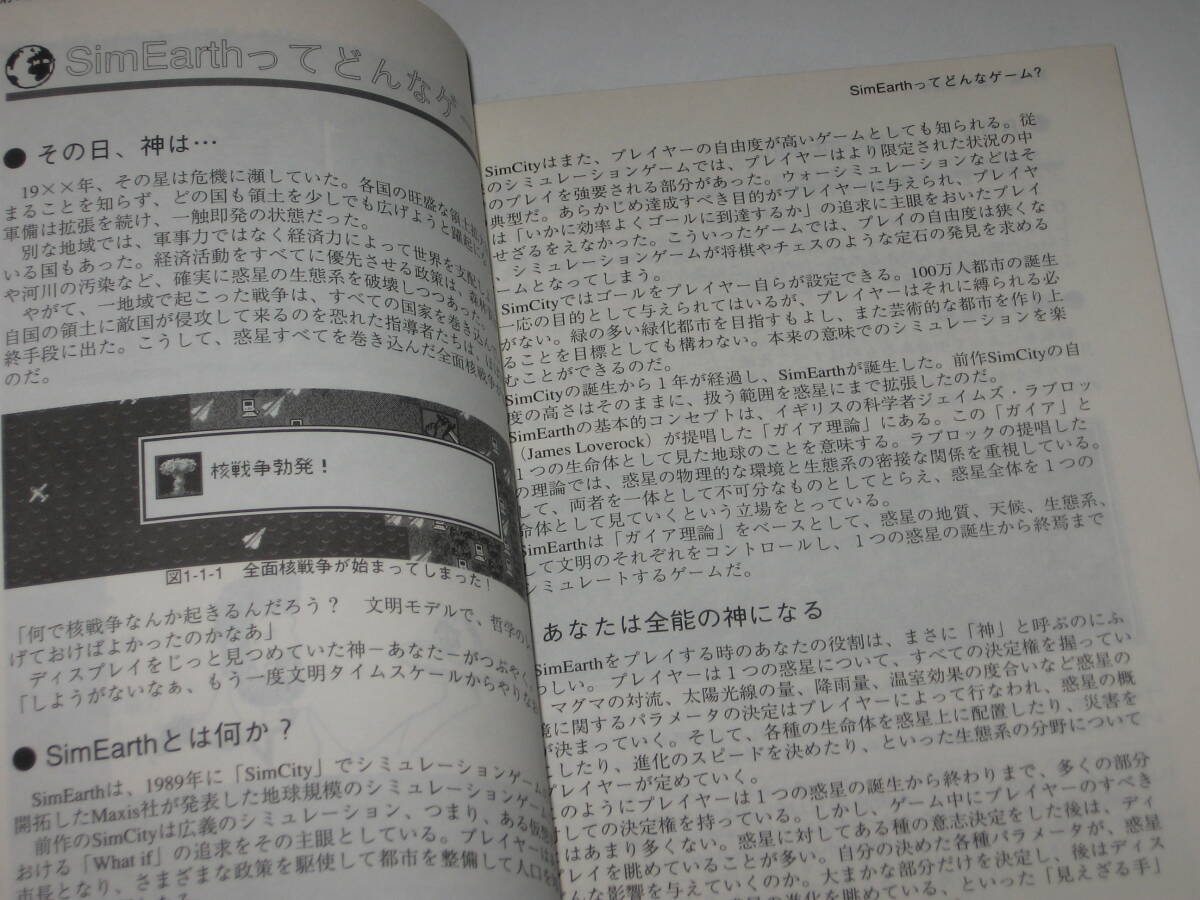 SimEarthってどんなゲー
● その日、神は…
19××年、その星は危機に瀕していた。各国の旺盛な領土拡
まることを知らず、どの国も領土を少しでも広げようと躍起に
軍備は拡張を続け、一触即発の状態だった。
別な地域では、軍事力ではなく経済力によって世界を支配し
いる国もあった。経済活動をすべてに優先させる政策は、森林
や河川の汚染など、確実に惑星の生態系を破壊しつつあった。
やがて、一地域で起こった戦争は、すべての国家を巻き込ん
自国の領土に敵国が侵攻して来るのを恐れた指導者たちは、
終手段に出た。こうして、惑星すべてを巻き込んだ全面核戦争
のだ。
核戦争勃発！
図1-1-1 全面核戦争が始まってしまった！
「何で核戦争なんか起きるんだろう？ 文明モデルで、哲学の
げておけばよかったのかなあ」
ディスプレイをじっと見つめていた神－あなた－がつぶやく
「しようがないなぁ、もう一度文明タイムスケールからやりな
● SimEarthとは何か？
SimEarthは、1989年に「SimCity」でシミュレーションゲーム
開拓したMaxis社が発表した地球規模のシミュレーションゲー
前作のSimCityは広義のシミュレーション、つまり、ある仮
おける「What if」の追求をその主眼としている。プレイヤーは
市長となり、さまざまな政策を駆使して都市を整備して人口を
SimEarthってどんなゲーム?
SimCityはまた、プレイヤーの自由度が高いゲームとしても知られる。従
のシミュレーションゲームでは、プレイヤーはより限定された状況の中
のプレイを強要される部分があった。ウォーシミュレーションなどはそ
典型だ。あらかじめ達成すべき目的がプレイヤーに与えられ、プレイヤ
は「いかに効率よくゴールに到達するか」の追求に主眼をおいたプレイ
せざるをえなかった。こういったゲームでは、プレイの自由度は狭くな
、シミュレーションゲームが将棋やチェスのような定石の発見を求める
ームとなってしまう。
SimCityではゴールをプレイヤー自らが設定できる。100万人都市の誕生
一応の目的として与えられてはいるが、プレイヤーはそれに縛られる必
がない。緑の多い緑化都市を目指すもよし、また芸術的な都市を作り上
ることを目標としても構わない。本来の意味でのシミュレーションを楽
むことができるのだ。
SimCityの誕生から１年が経過し、SimEarthが誕生した。前作SimCityの自
度の高さはそのままに、扱う範囲を惑星にまで拡張したのだ。
SimEarthの基本的コンセプトは、イギリスの科学者ジェイムズ・ラブロッ
（James Loverock）が提唱した「ガイア理論」にある。この「ガイア」と
１つの生命体として見た地球のことを意味する。ラブロックの提唱した
の理論では、惑星の物理的な環境と生態系の密接な関係を重視している。
して、両者を一体として不可分なものとしてとらえ、惑星全体を１つの
命体として見ていくという立場をとっている。
SimEarthは「ガイア理論」をベースとして、惑星の地質、天候、生態系、
して文明のそれぞれをコントロールし、１つの惑星の誕生から終焉まで
シミュレートするゲームだ。
あなたは全能の神になる
SimEarthをプレイする時のあなたの役割は、まさに「神」と呼ぶのにふ
わしい。プレイヤーは１つの惑星について、すべての決定権を握ってい
マグマの対流、太陽光線の量、降雨量、温室効果の度合いなど惑星の
境に関するパラメータの決定はプレイヤーによって行なわれ、惑星の概
が決まっていく。そして、各種の生命体を惑星上に配置したり、災害を
こしたり、進化のスピードを決めたり、といった生態系の分野について
プレイヤーが定めていく。
のようにプレイヤーは１つの惑星の誕生から終わりまで、多くの部分
対しての決定権を持っている。しかし、ゲーム中にプレイヤーのすべき
はあまり多くない。惑星に対してある種の意志決定をした後は、ディ
プレイを眺めていることが多い。自分の決めた各種パラメータが、惑星
どんな影響を与えていくのか。大まかな部分だけを決定し、後はディス
惑星の進化を眺めている、といった「見えざる手」